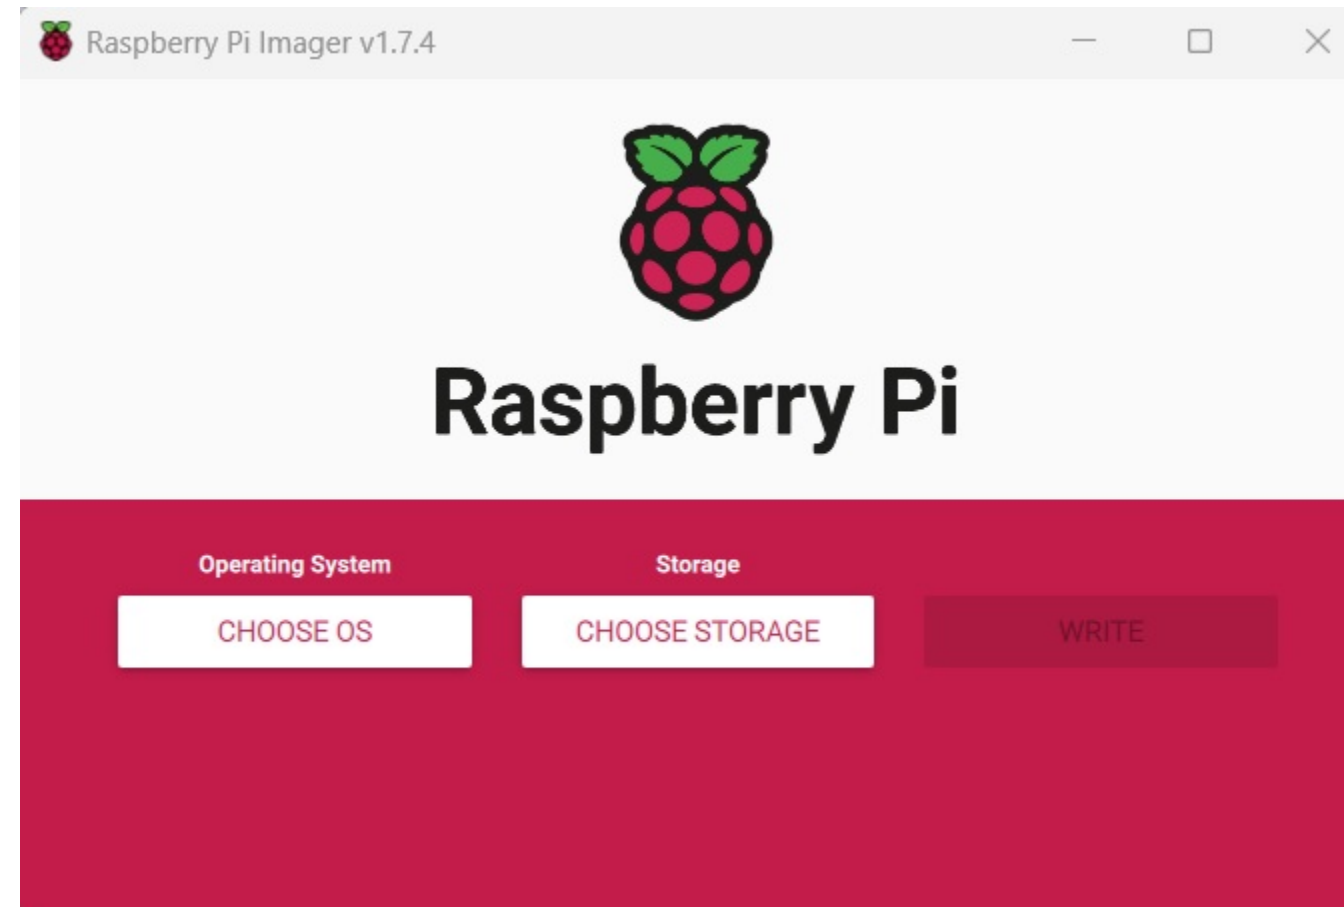 Raspberry Pi Imager v1.7.4
Raspberry Pi
Operating System
Storage
CHOOSE OS
CHOOSE STORAGE
WRITE